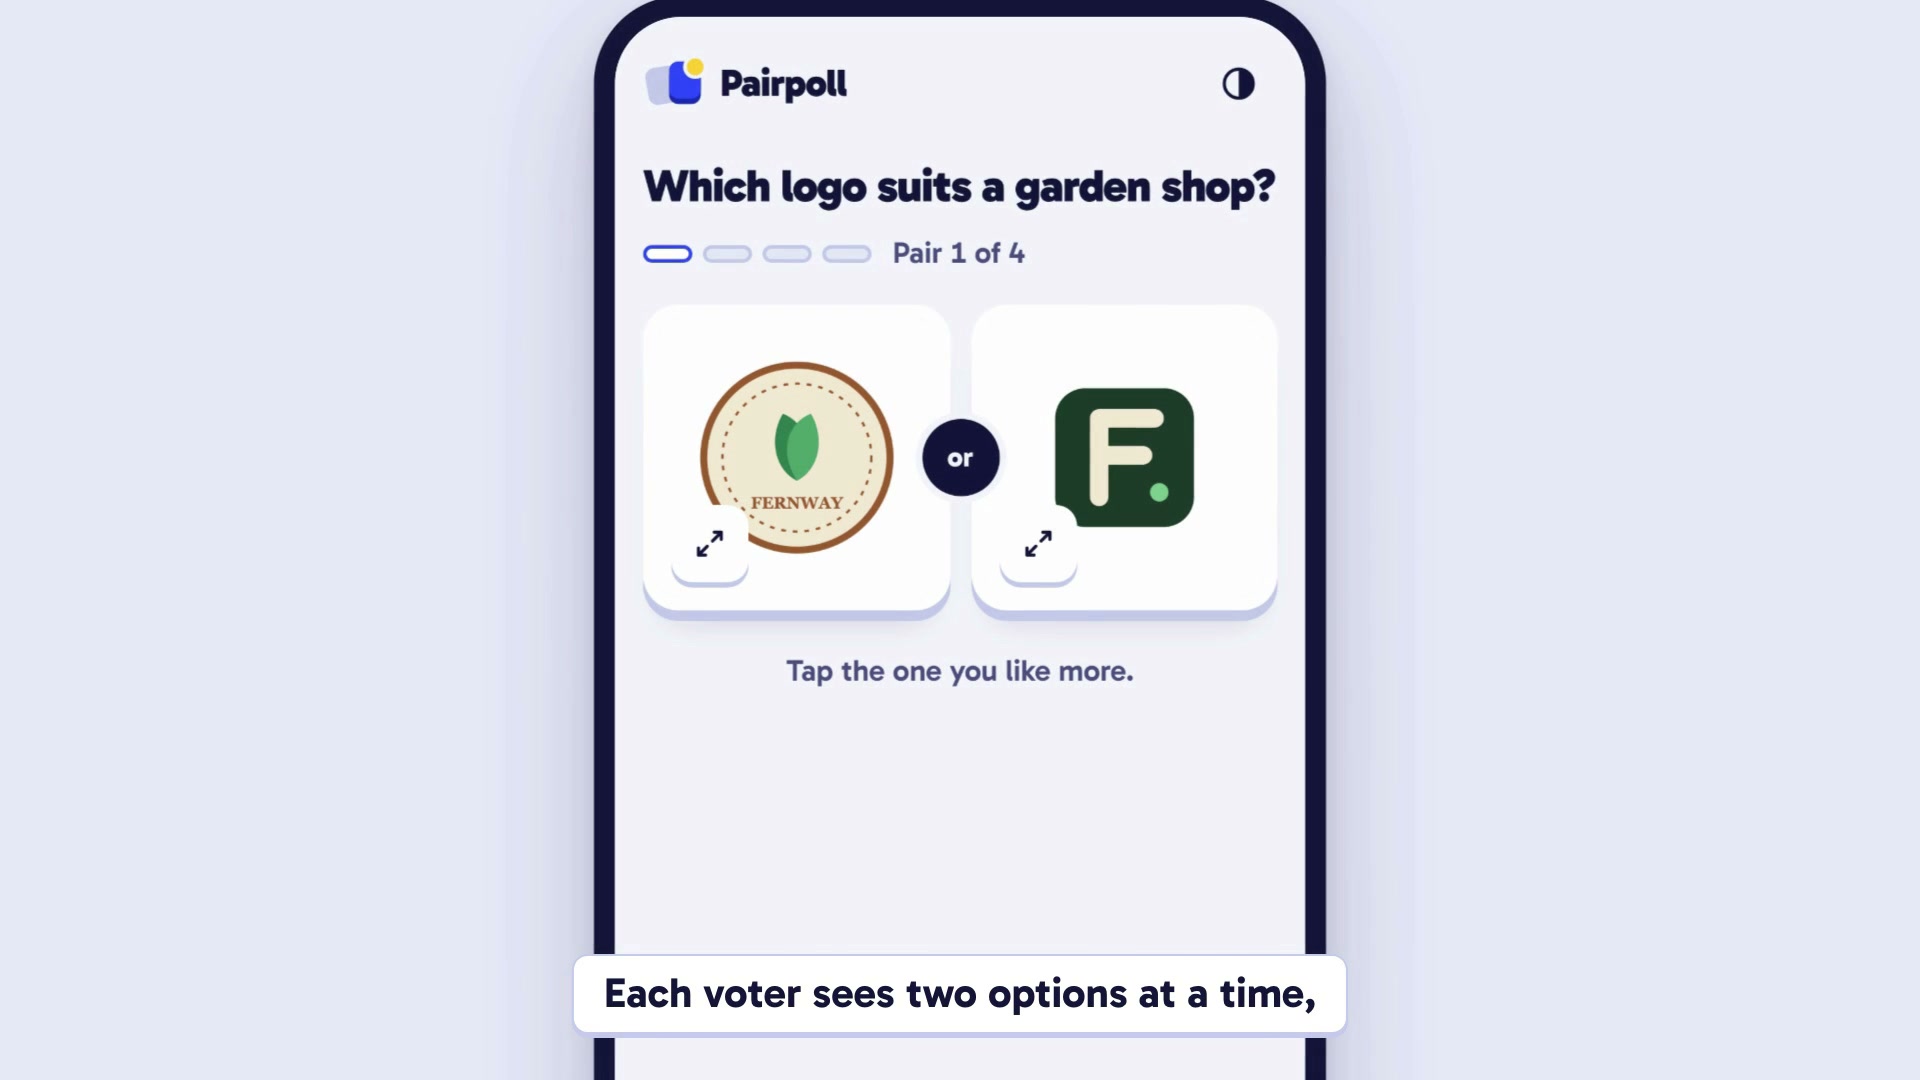 Pairpoll
Which logo suits a garden shop?
Pair 1 of 4
FERNWAY
or
F.
Tap the one you like more.
Each voter sees two options at a time,